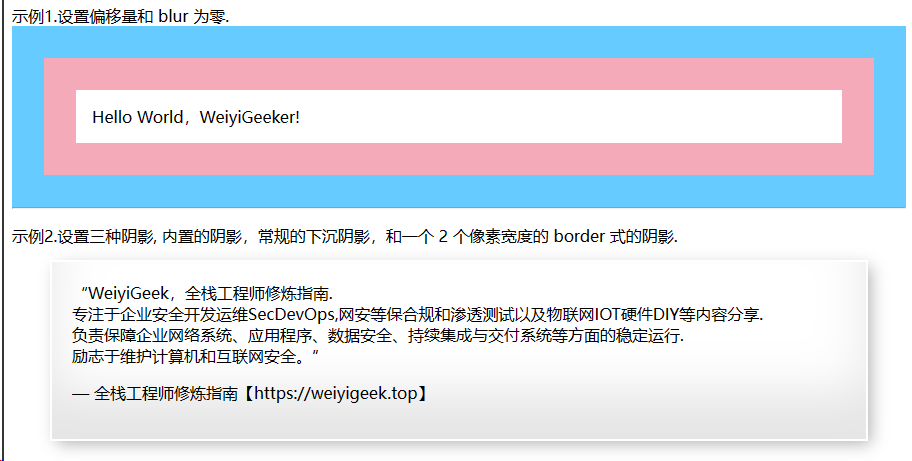 示例1.设置偏移量和 blur 为零.
Hello World，WeiyiGeeker!
示例2.设置三种阴影, 内置的阴影，常规的下沉阴影，和一个 2 个像素宽度的 border 式的阴影.
“WeiyiGeek，全栈工程师修炼指南.
专注于企业安全开发运维SecDevOps,网安等保合规和渗透测试以及物联网IOT硬件DIY等内容分享.
负责保障企业网络系统、应用程序、数据安全、持续集成与交付系统等方面的稳定运行.
励志于维护计算机和互联网安全。”
— 全栈工程师修炼指南【https://weiyigeek.top】